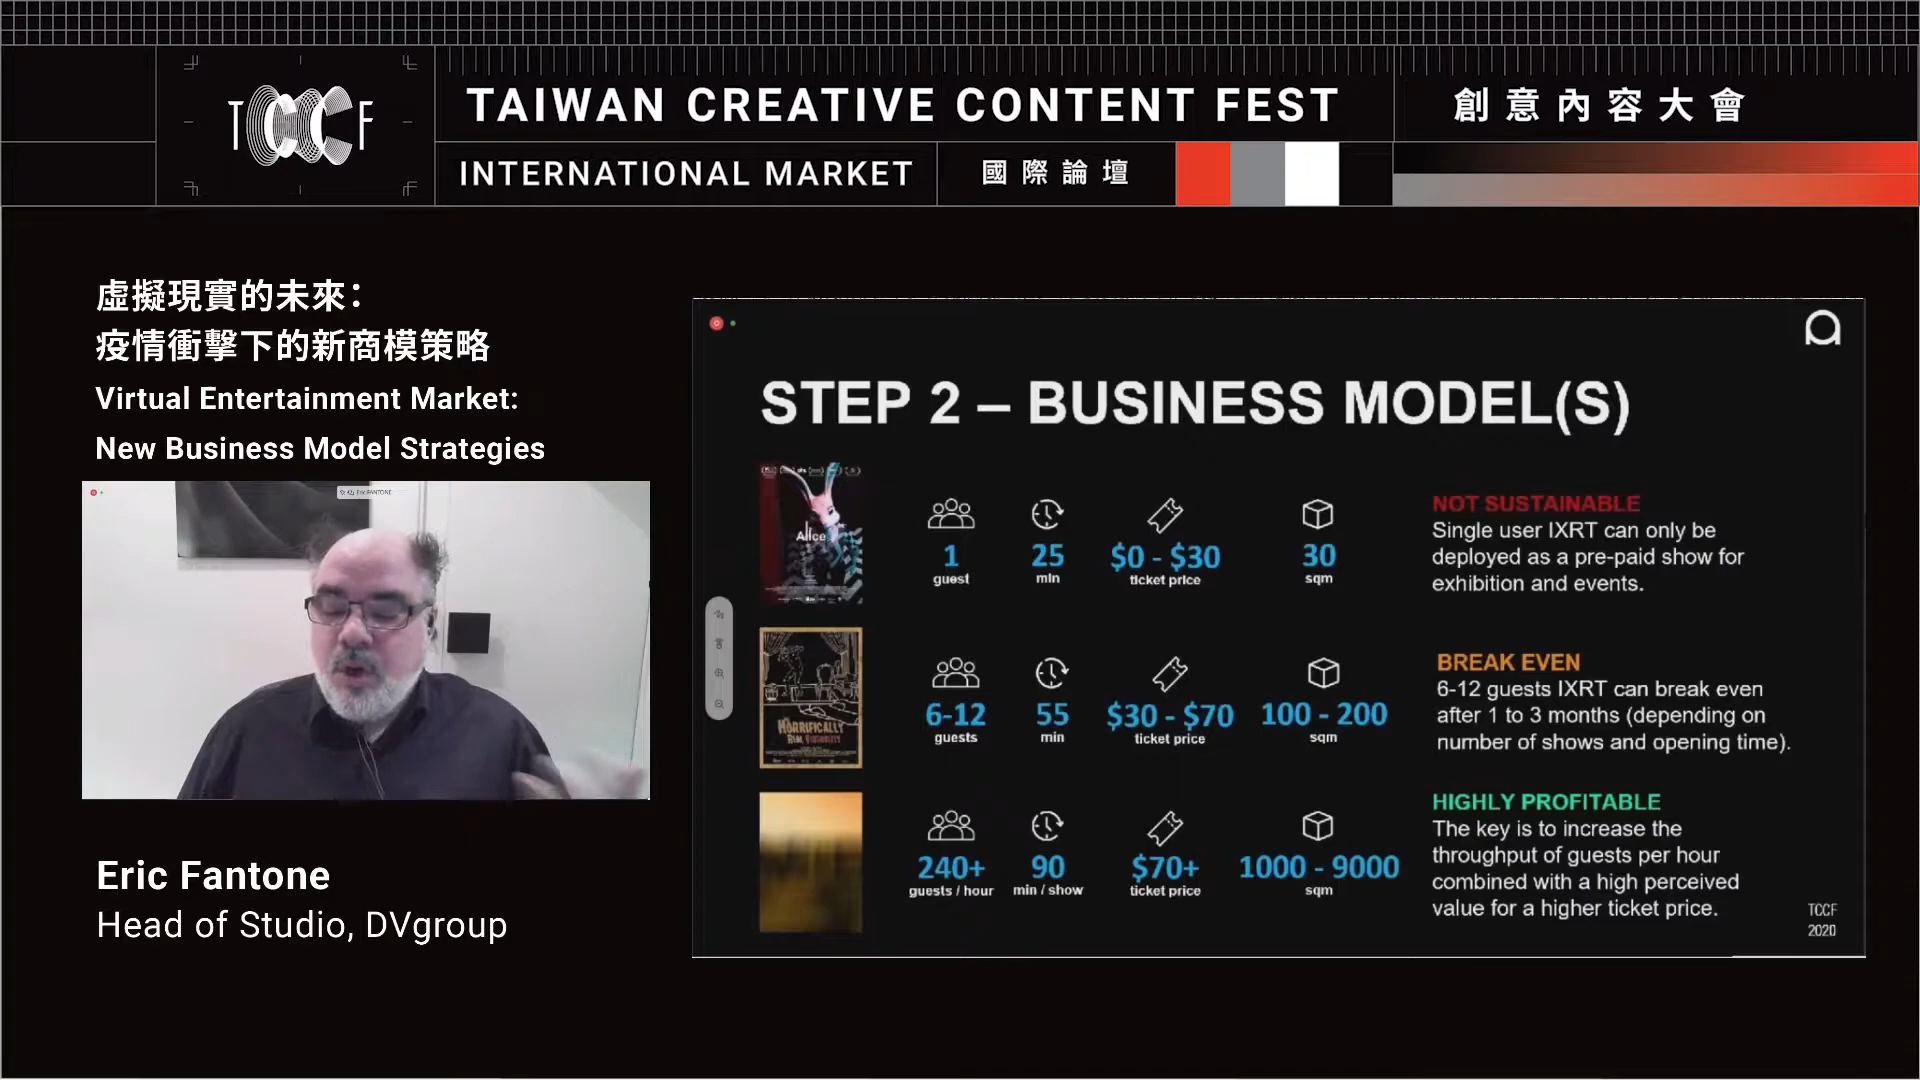 TCCF
TAIWAN CREATIVE CONTENT FEST
創意內容大會
INTERNATIONAL MARKET
國際論壇
虛擬現實的未來：
疫情衝擊下的新商模策略
Virtual Entertainment Market:
New Business Model Strategies
Eric FANTONE
Eric Fantone
Head of Studio, DVgroup
STEP 2 – BUSINESS MODEL(S)
Alice
1
guest
25
min
$0 - $30
ticket price
30
sqm
NOT SUSTAINABLE
Single user IXRT can only be
deployed as a pre-paid show for
exhibition and events.
HORRIFICALLY
REAL VIRTUALITY
6-12
guests
55
min
$30 - $70
ticket price
100 - 200
sqm
BREAK EVEN
6-12 guests IXRT can break even
after 1 to 3 months (depending on
number of shows and opening time).
240+
guests / hour
90
min / show
$70+
ticket price
1000 - 9000
sqm
HIGHLY PROFITABLE
The key is to increase the
throughput of guests per hour
combined with a high perceived
value for a higher ticket price.
TCCF
2020